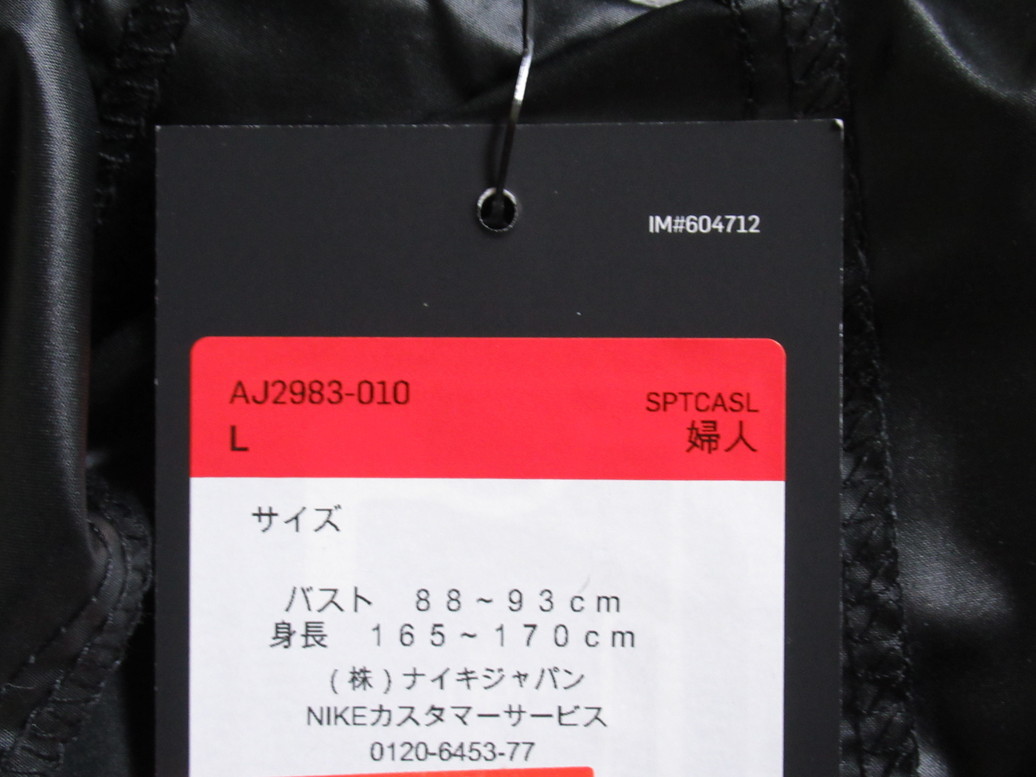 IM#604712
AJ2983-010
SPTCASL
L
婦人
サイズ
バスト　88~93cm
身長　165~170cm
(株)ナイキジャパン
NIKEカスタマーサービス
0120-6453-77